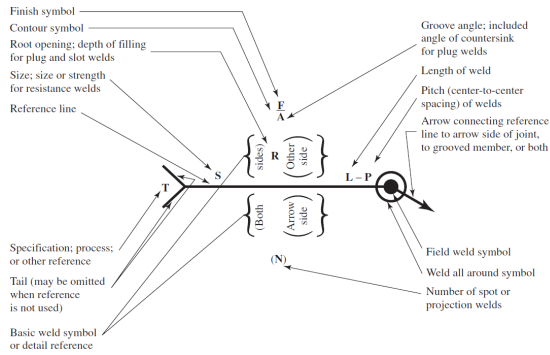 Finish symbol
Contour symbol
Root opening; depth of filling
for plug and slot welds
Size; size or strength
for resistance welds
Reference line
Groove angle; included
angle of countersink
for plug welds
Length of weld
Pitch (center-to-center
spacing) of welds
Arrow connecting reference
line to arrow side of joint,
to grooved member, or both
F
A
R
sides)
(Other
side)
S
L – P
T
(Both
(Arrow
side)
(N)
Specification; process;
or other reference
Tail (may be omitted
when reference
is not used)
Basic weld symbol
or detail reference
Field weld symbol
Weld all around symbol
Number of spot or
projection welds